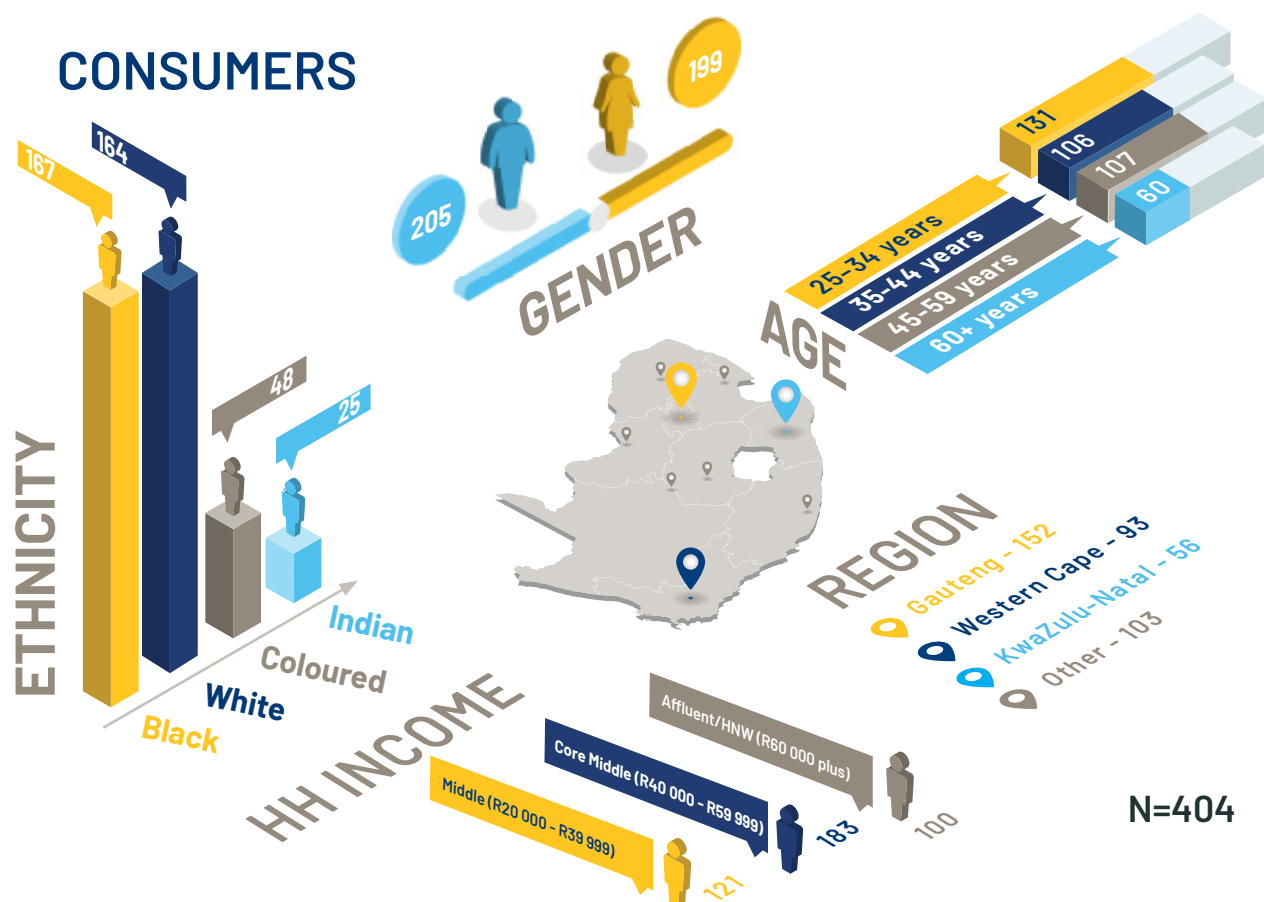 CONSUMERS
167
164
48
25
ETHNICITY
Indian
Coloured
White
Black
199
205
GENDER
131
106
107
60
25-34 years
35-44 years
45-59 years
60+ years
AGE
REGION
Gauteng - 152
Western Cape - 93
KwaZulu-Natal - 56
Other - 103
HH INCOME
Affluent/HNW (R60 000 plus)
100
Core Middle (R40 000 - R59 999)
183
Middle (R20 000 - R39 999)
121
N=404